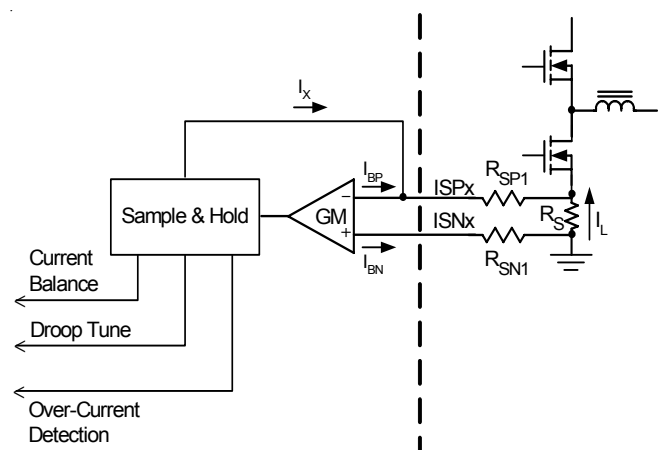 I_X
I_BP
ISPx
R_SP1
Sample & Hold
GM
−
+
ISNx
R_S
I_L
I_BN
R_SN1
Current
Balance
Droop Tune
Over-Current
Detection